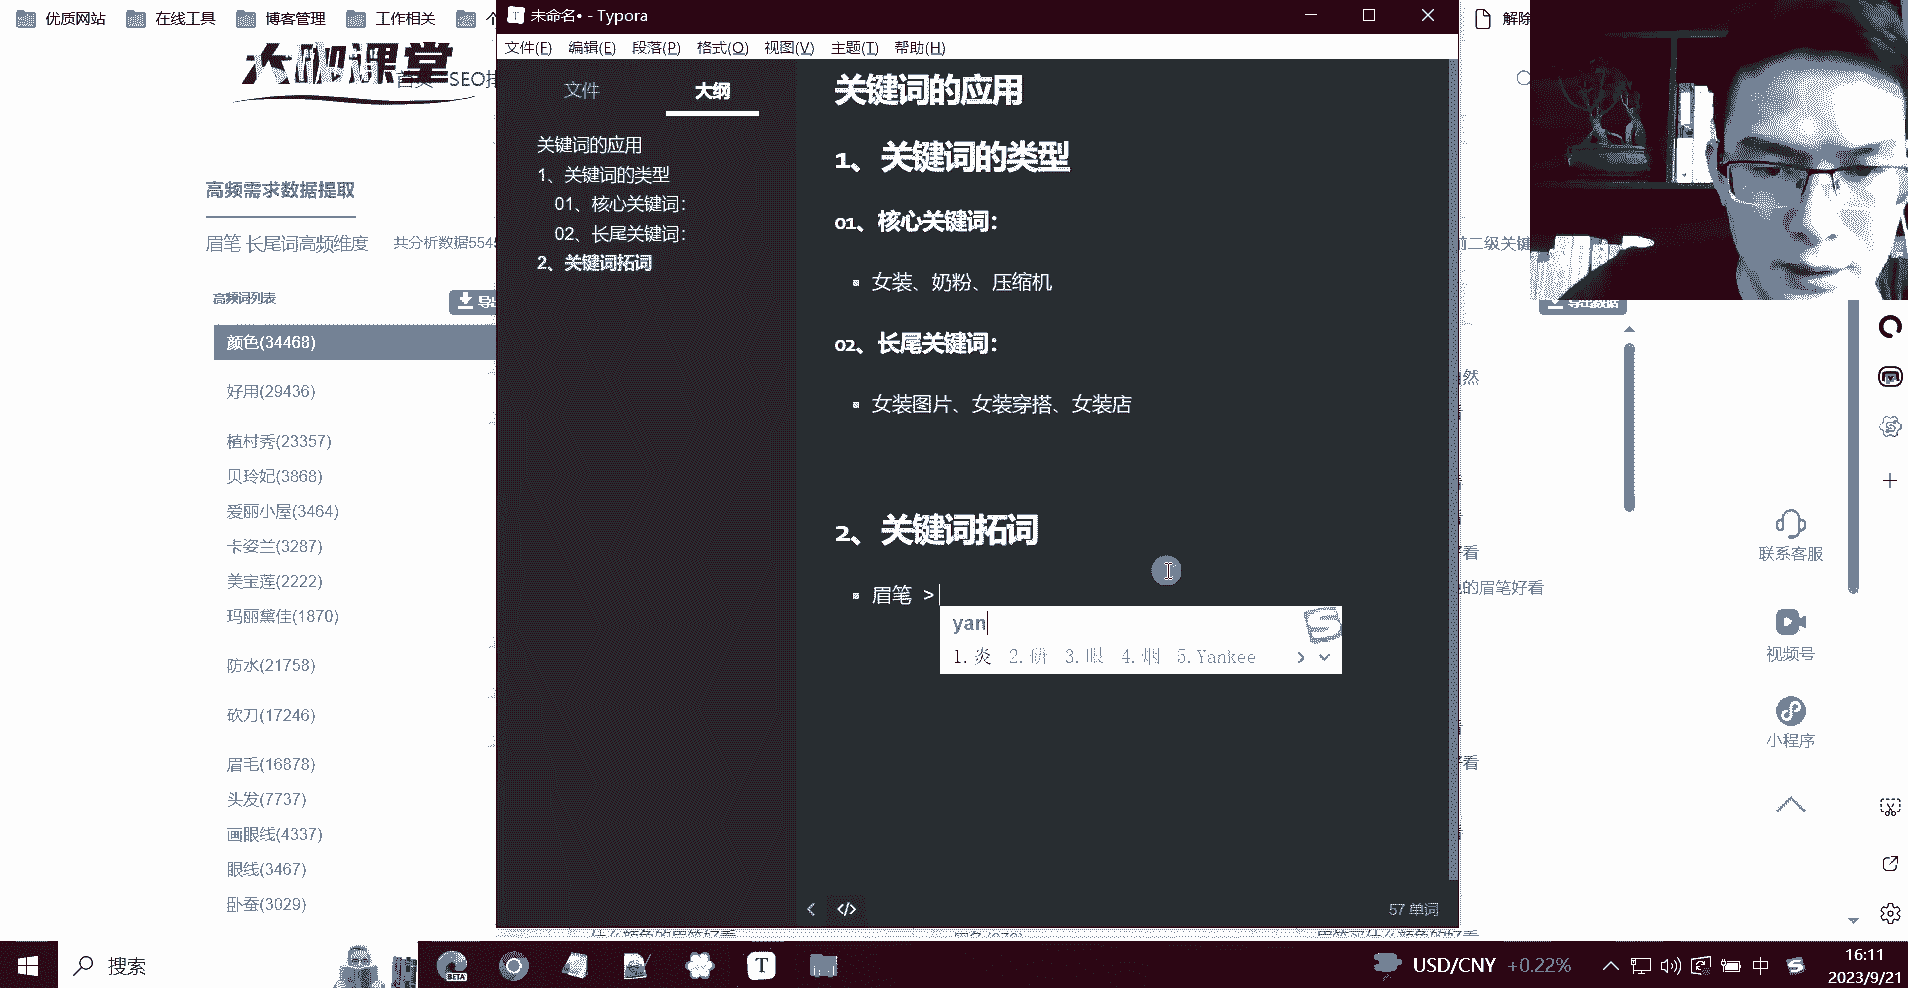 优质网站
在线工具
博客管理
工作相关
大咖课堂
高频需求数据提取
眉笔 长尾词高频维度
共分析数据554
高频词列表
颜色(34468)
好用(29436)
植村秀(23357)
贝玲妃(3868)
爱丽小屋(3464)
卡姿兰(3287)
美宝莲(2222)
玛丽黛佳(1870)
防水(21758)
砍刀(17246)
眉毛(16878)
头发(7737)
画眼线(4337)
眼线(3467)
卧蚕(3029)
未命名• - Typora
文件(F) 编辑(E) 段落(P) 格式(O) 视图(V) 主题(T) 帮助(H)
文件 大纲
关键词的应用
1、关键词的类型
01、核心关键词：
02、长尾关键词：
2、关键词拓词
关键词的应用
1、 关键词的类型
01、核心关键词：
女装、奶粉、压缩机
02、长尾关键词：
女装图片、女装穿搭、女装店
2、 关键词拓词
眉笔 >
yan
1.炎 2.研 3.眼 4.烟 5.Yankee
57 单词
解除
前二级关键
的眉笔好看
联系客服
视频号
小程序
搜索
BETA
USD/CNY +0.22%
中
16:11
2023/9/21